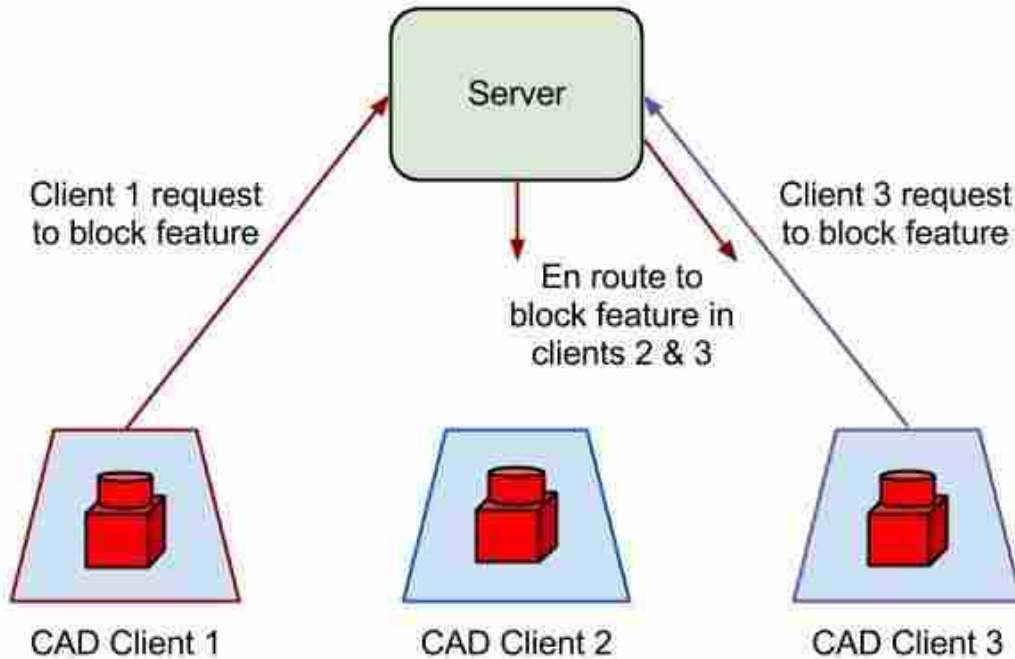 Server
Client 1 request
to block feature
Client 3 request
to block feature
En route to
block feature in
clients 2 & 3
CAD Client 1
CAD Client 2
CAD Client 3